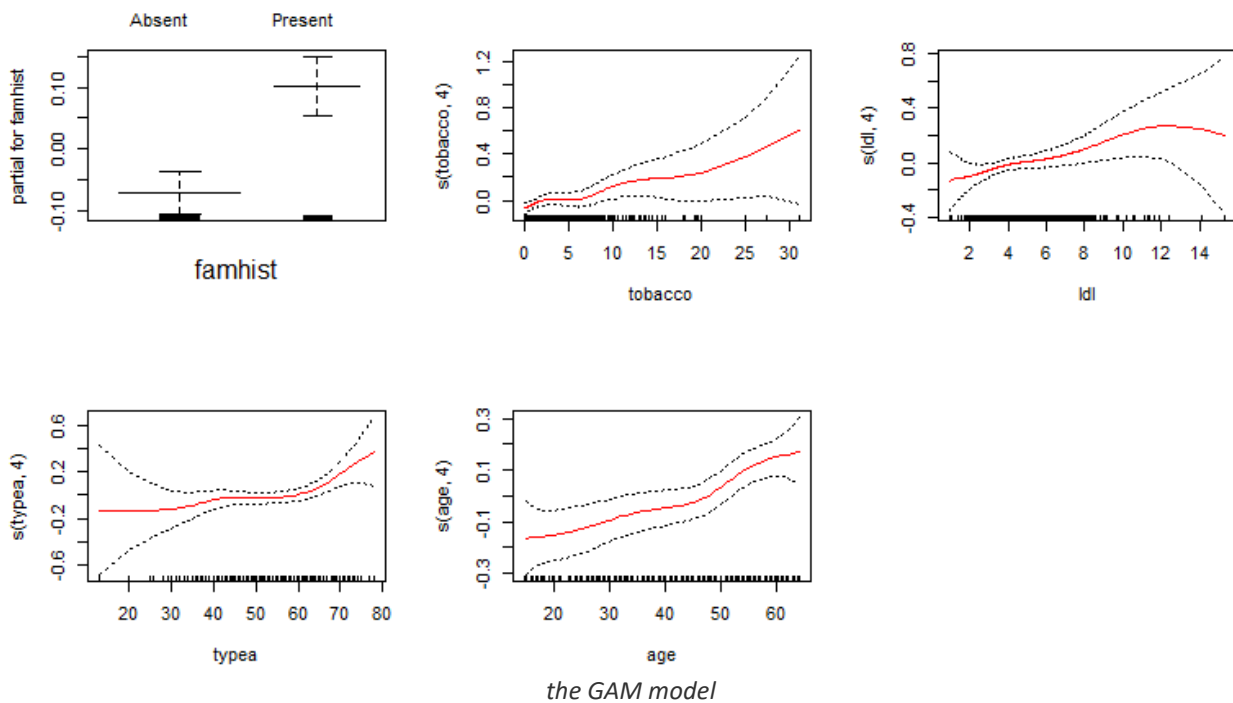 Absent Present
partial for famhist
-0.10 0.00 0.10
famhist
s(tobacco, 4)
0.0 0.4 0.8 1.2
0 5 10 15 20 25 30
tobacco
s(ldl, 4)
-0.4 0.0 0.4 0.8
2 4 6 8 10 12 14
ldl
s(typea, 4)
-0.6 -0.2 0.2 0.6
20 30 40 50 60 70 80
typea
s(age, 4)
-0.3 -0.1 0.1 0.3
20 30 40 50 60
age
the GAM model